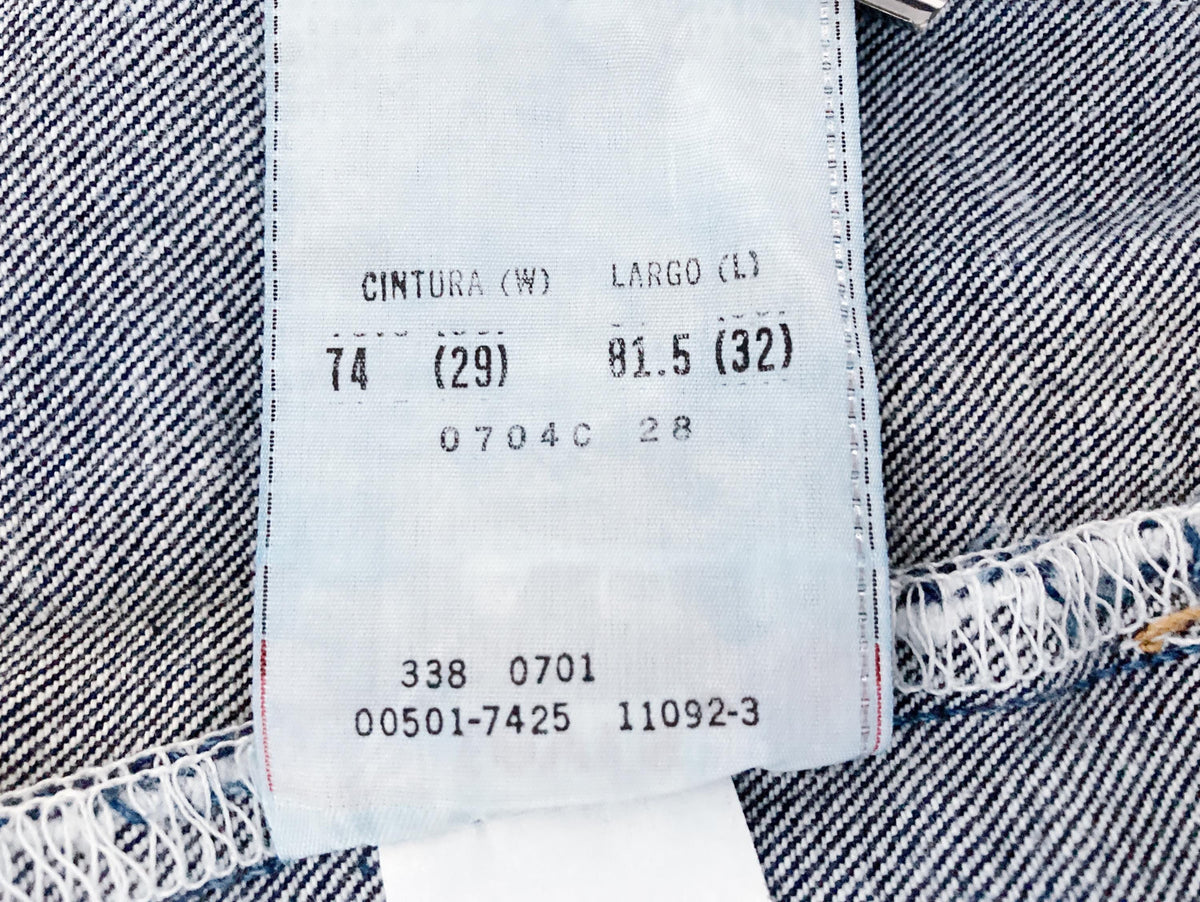 CINTURA (W) LARGO (L)
74 (29) 81.5 (32)
0704C 28
338 0701
00501-7425 11092-3